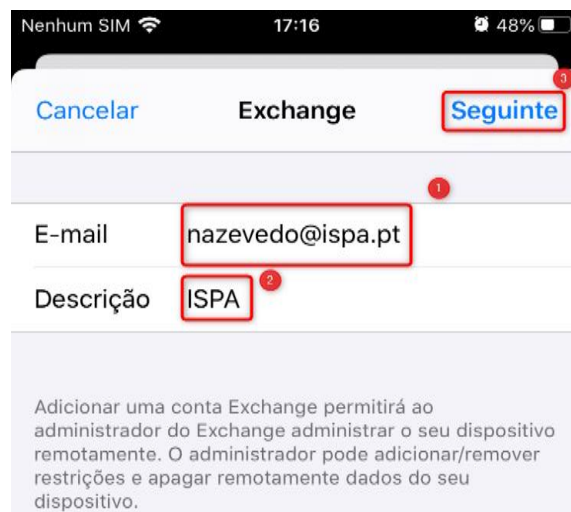 Nenhum SIM 17:16 48%
3
Cancelar Exchange Seguinte
1
E-mail nazevedo@ispa.pt
2
Descrição ISPA
Adicionar uma conta Exchange permitirá ao
administrador do Exchange administrar o seu dispositivo
remotamente. O administrador pode adicionar/remover
restrições e apagar remotamente dados do seu
dispositivo.